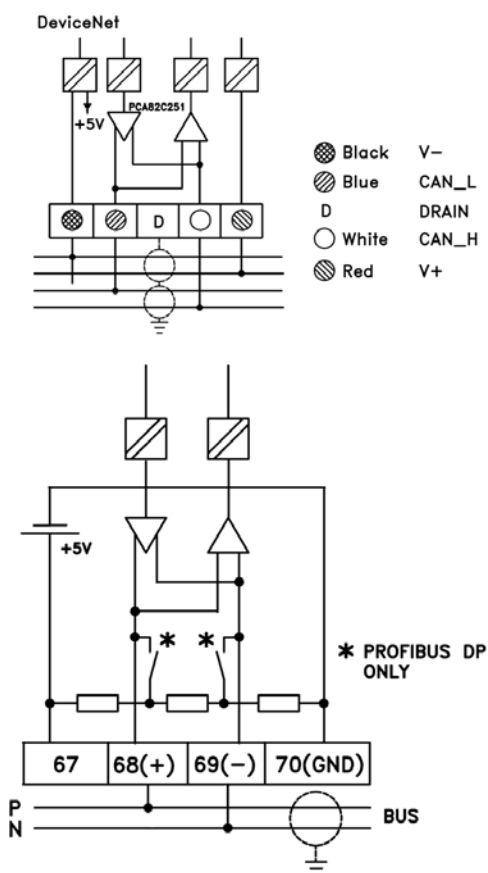 DeviceNet
PCA82C251
+5V
Black V-
Blue CAN_L
D DRAIN
D
White CAN_H
Red V+
+5V
* *
* PROFIBUS DP
ONLY
67 68(+) 69(-) 70(GND)
P
N
BUS